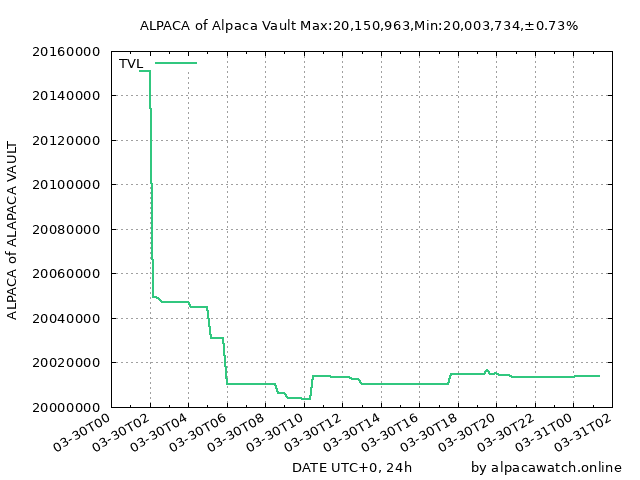 ALPACA of Alpaca Vault Max:20,150,963,Min:20,003,734,±0.73%
TVL
20160000
20140000
20120000
20100000
20080000
20060000
20040000
20020000
20000000
ALPACA of ALAPACA VAULT
03-30T00
03-30T02
03-30T04
03-30T06
03-30T08
03-30T10
03-30T12
03-30T14
03-30T16
03-30T18
03-30T20
03-30T22
03-31T00
03-31T02
DATE UTC+0, 24h
by alpacawatch.online